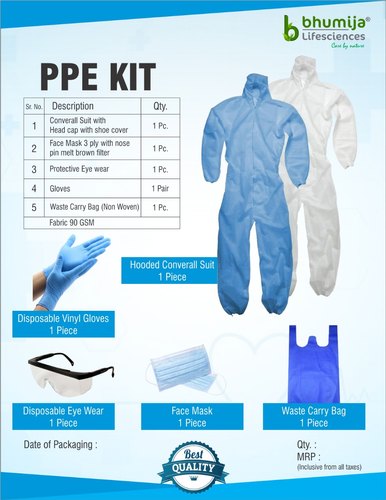 bhumija®
Lifesciences
Care by nature
PPE KIT
Sr. No. Description Qty.
1 Converall Suit with Head cap with shoe cover 1 Pc.
2 Face Mask 3 ply with nose pin melt brown filter 1 Pc.
3 Protective Eye wear 1 Pc.
4 Gloves 1 Pair
5 Waste Carry Bag (Non Woven) 1 Pc.
Fabric 90 GSM
Hooded Converall Suit
1 Piece
Disposable Vinyl Gloves
1 Piece
Disposable Eye Wear
1 Piece
Face Mask
1 Piece
Waste Carry Bag
1 Piece
Date of Packaging :
Best
QUALITY
Qty. :
MRP :
(Inclusive from all taxes)